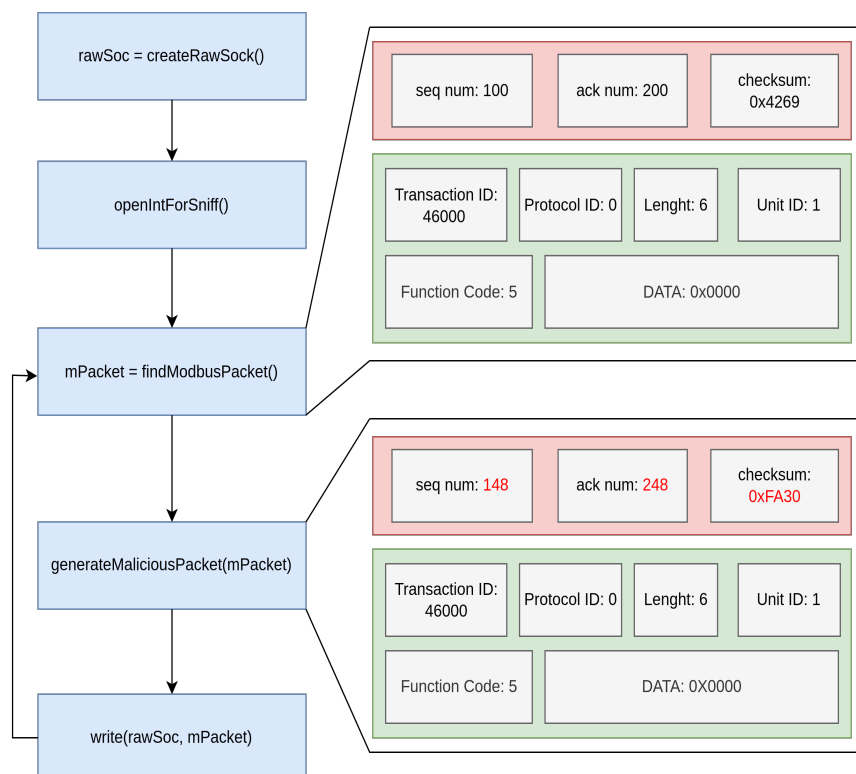 rawSoc = createRawSock()
openIntForSniff()
mPacket = findModbusPacket()
generateMaliciousPacket(mPacket)
write(rawSoc, mPacket)
seq num: 100
ack num: 200
checksum:
0x4269
Transaction ID:
46000
Protocol ID: 0
Lenght: 6
Unit ID: 1
Function Code: 5
DATA: 0x0000
seq num: 148
ack num: 248
checksum:
0xFA30
Transaction ID:
46000
Protocol ID: 0
Lenght: 6
Unit ID: 1
Function Code: 5
DATA: 0X0000